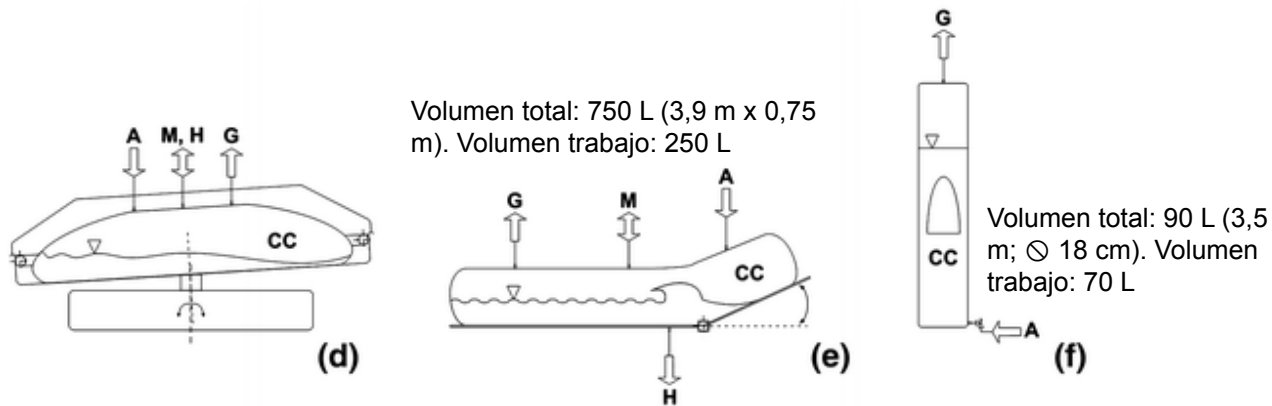 A M, H G
CC
(d)
Volumen total: 750 L (3,9 m x 0,75
m). Volumen trabajo: 250 L
G M A
CC
H
(e)
G
CC
A
(f)
Volumen total: 90 L (3,5
m; ⦸ 18 cm). Volumen
trabajo: 70 L